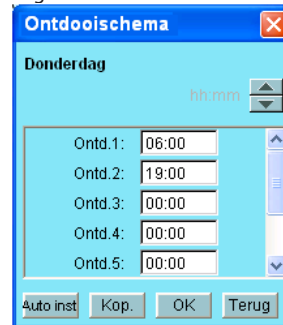 Ontdooischema
Donderdag
hh:mm
Ontd.1: 06:00
Ontd.2: 19:00
Ontd.3: 00:00
Ontd.4: 00:00
Ontd.5: 00:00
Auto inst Kop. OK Terug